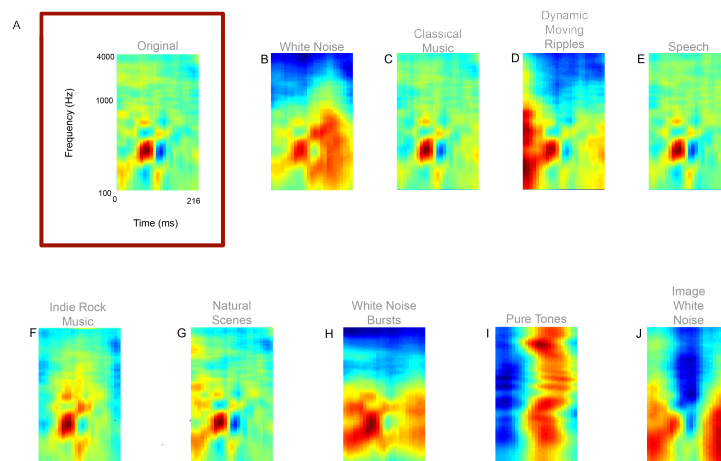 A
Original
4000
1000
100
0
216
Frequency (Hz)
Time (ms)
B
White Noise
C
Classical
Music
D
Dynamic
Moving
Ripples
E
Speech
F
Indie Rock
Music
G
Natural
Scenes
H
White Noise
Bursts
I
Pure Tones
J
Image
White
Noise